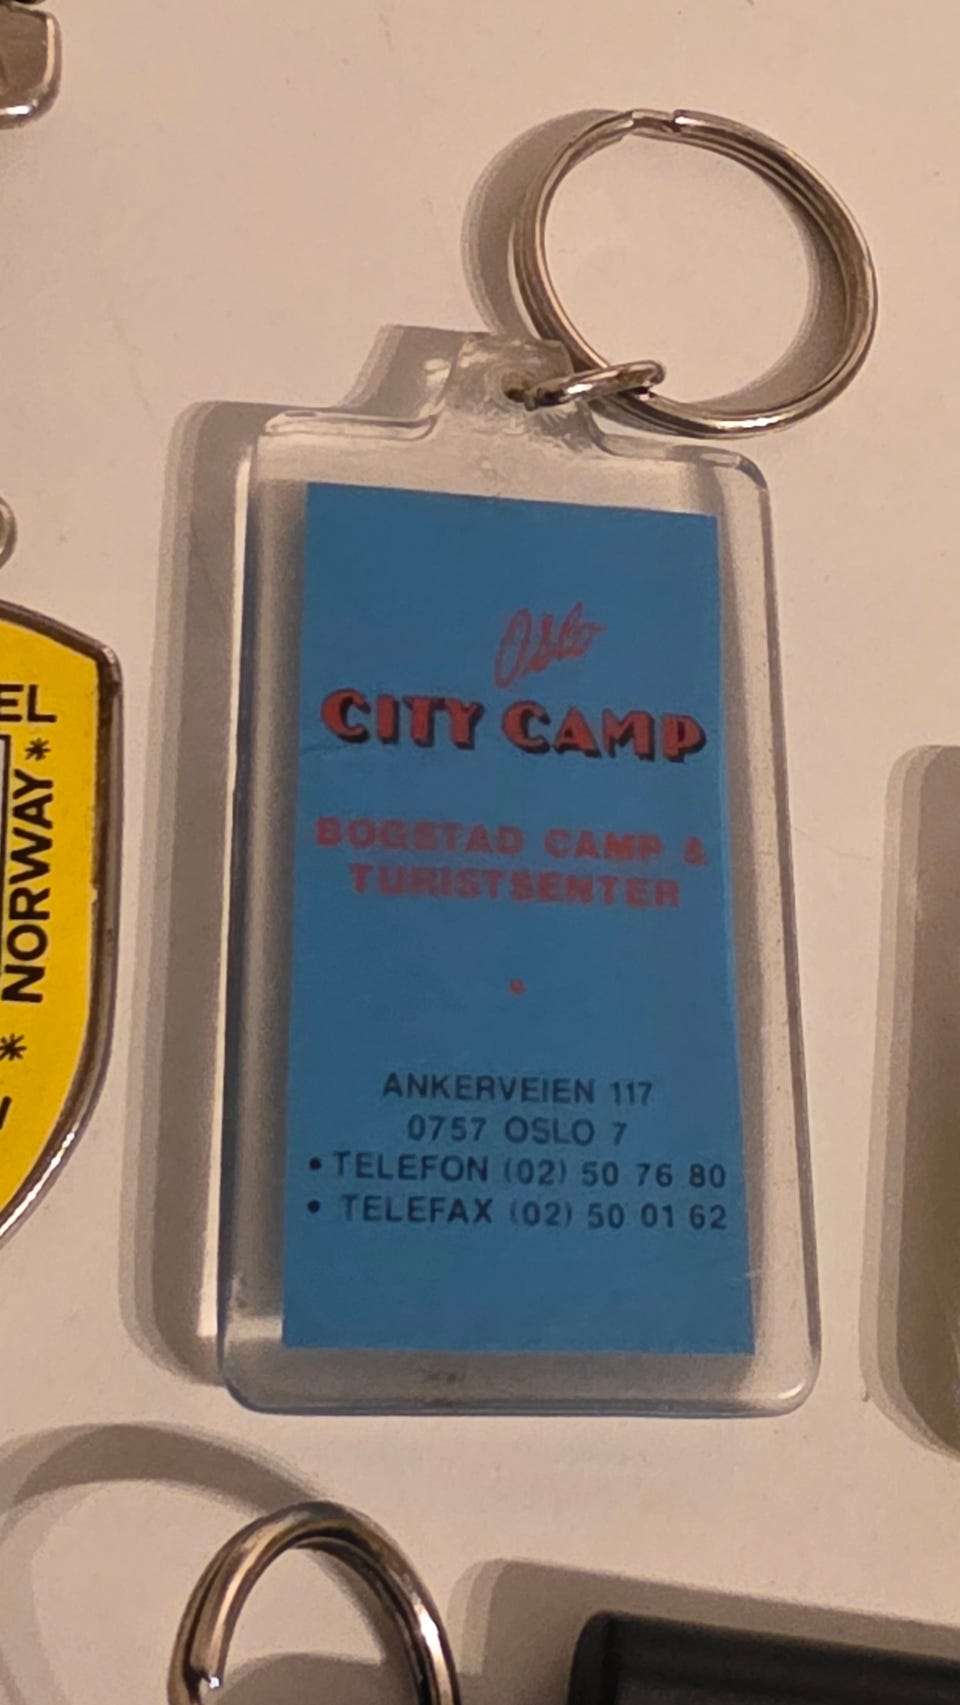 Oslo
CITY CAMP
BOGSTAD CAMP &
TURISTSENTER
•
ANKERVEIEN 117
0757 OSLO 7
• TELEFON (02) 50 76 80
• TELEFAX (02) 50 01 62
EL
* NORWAY *